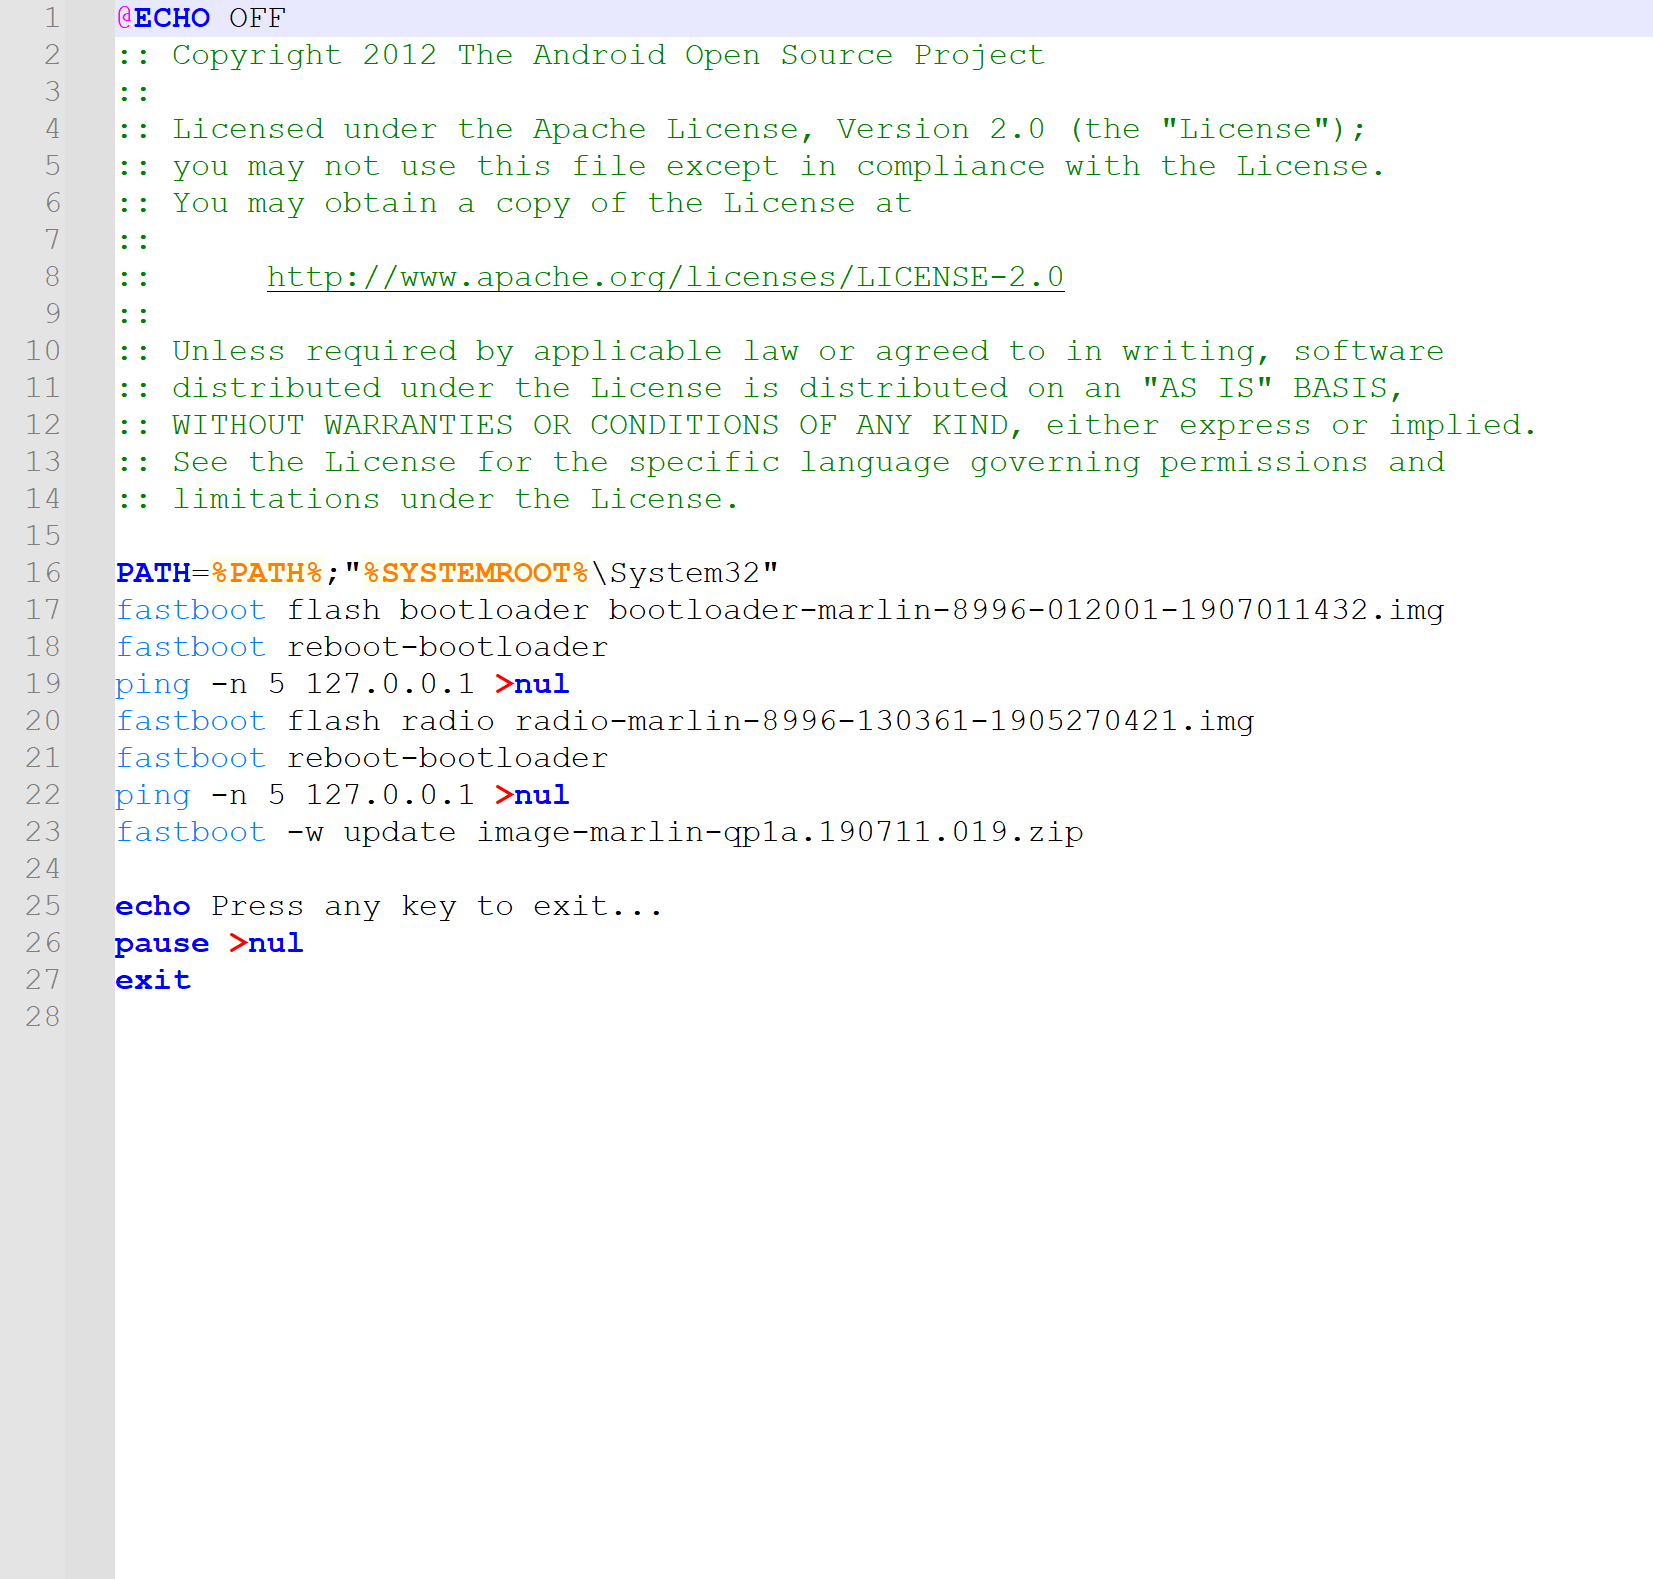 1 @ECHO OFF
2 :: Copyright 2012 The Android Open Source Project
3 ::
4 :: Licensed under the Apache License, Version 2.0 (the "License");
5 :: you may not use this file except in compliance with the License.
6 :: You may obtain a copy of the License at
7 ::
8 ::      http://www.apache.org/licenses/LICENSE-2.0
9 ::
10 :: Unless required by applicable law or agreed to in writing, software
11 :: distributed under the License is distributed on an "AS IS" BASIS,
12 :: WITHOUT WARRANTIES OR CONDITIONS OF ANY KIND, either express or implied.
13 :: See the License for the specific language governing permissions and
14 :: limitations under the License.
15
16 PATH=%PATH%;"%SYSTEMROOT%\System32"
17 fastboot flash bootloader bootloader-marlin-8996-012001-1907011432.img
18 fastboot reboot-bootloader
19 ping -n 5 127.0.0.1 >nul
20 fastboot flash radio radio-marlin-8996-130361-1905270421.img
21 fastboot reboot-bootloader
22 ping -n 5 127.0.0.1 >nul
23 fastboot -w update image-marlin-qp1a.190711.019.zip
24
25 echo Press any key to exit...
26 pause >nul
27 exit
28